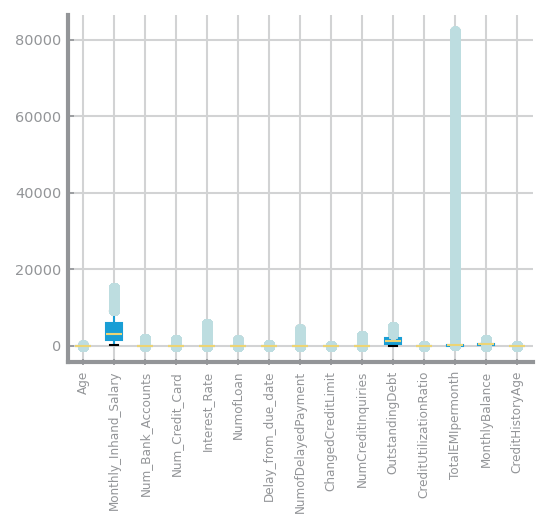 80000
60000
40000
20000
0
Age
Monthly_Inhand_Salary
Num_Bank_Accounts
Num_Credit_Card
Interest_Rate
NumofLoan
Delay_from_due_date
NumofDelayedPayment
ChangedCreditLimit
NumCreditInquiries
OutstandingDebt
CreditUtilizationRatio
TotalEMIpermonth
MonthlyBalance
CreditHistoryAge